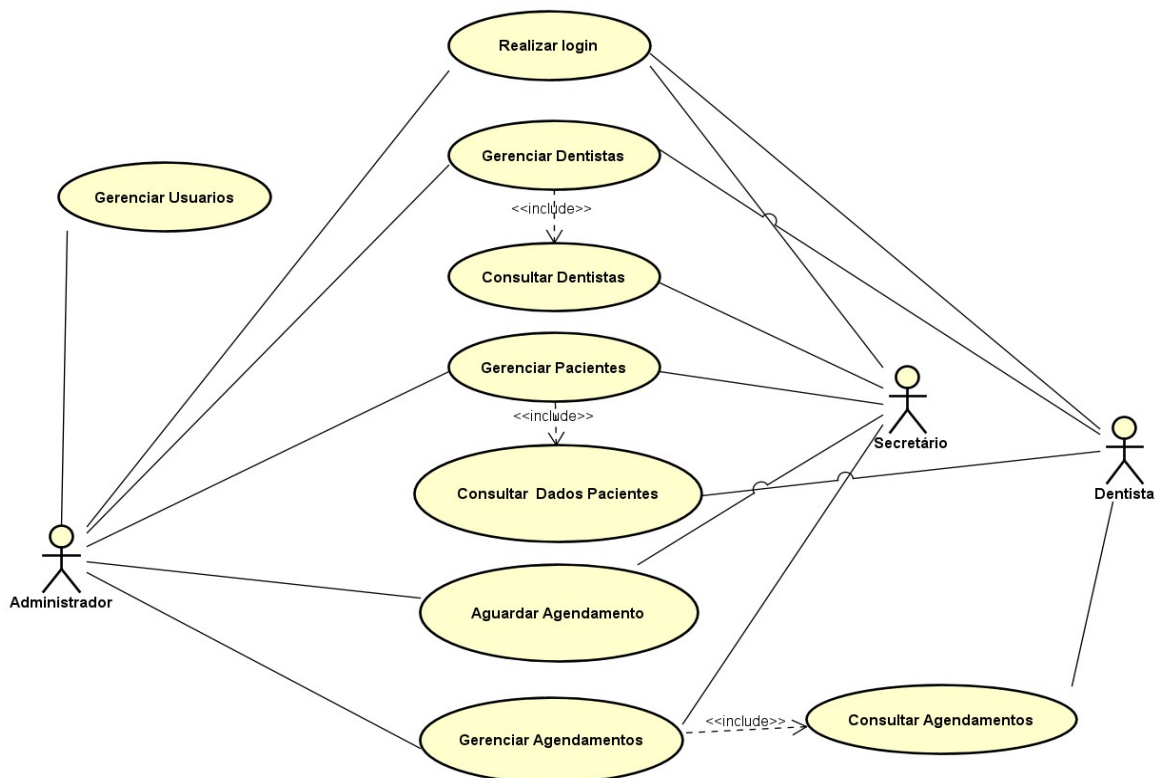 Realizar login
Gerenciar Dentistas
Gerenciar Usuarios
<<include>>
Consultar Dentistas
Gerenciar Pacientes
<<include>>
Secretário
Consultar Dados Pacientes
Dentista
Administrador
Aguardar Agendamento
Gerenciar Agendamentos
<<include>>
Consultar Agendamentos